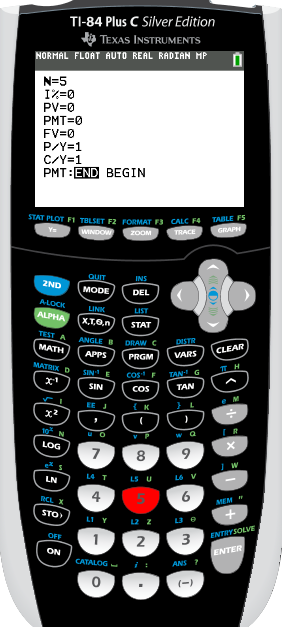 TI-84 Plus C Silver Edition
TEXAS INSTRUMENTS
NORMAL FLOAT AUTO REAL RADIAN MP
N=5
I%=0
PV=0
PMT=0
FV=0
P/Y=1
C/Y=1
PMT:END BEGIN
STAT PLOT F1 TBLSET F2 FORMAT F3 CALC F4 TABLE F5
Y= WINDOW ZOOM TRACE GRAPH
QUIT INS
2ND MODE DEL
A-LOCK LINK LIST
ALPHA X,T,θ,n STAT
TEST A ANGLE B DRAW C DISTR
MATH APPS PRGM VARS CLEAR
MATRIX D SIN⁻¹ E COS⁻¹ F TAN⁻¹ G π H
x⁻¹ SIN COS TAN ^
√ I EE J { K } L e M
x² , ( ) ÷
10ˣ N u O v P w Q [ R
LOG 7 8 9 ×
eˣ S L4 T L5 U L6 V ] W
LN 4 5 6 −
RCL X L1 Y L2 Z L3 θ MEM "
STO› 1 2 3 +
OFF CATALOG ⎵ i : ANS ? ENTRY SOLVE
ON 0 . (−) ENTER